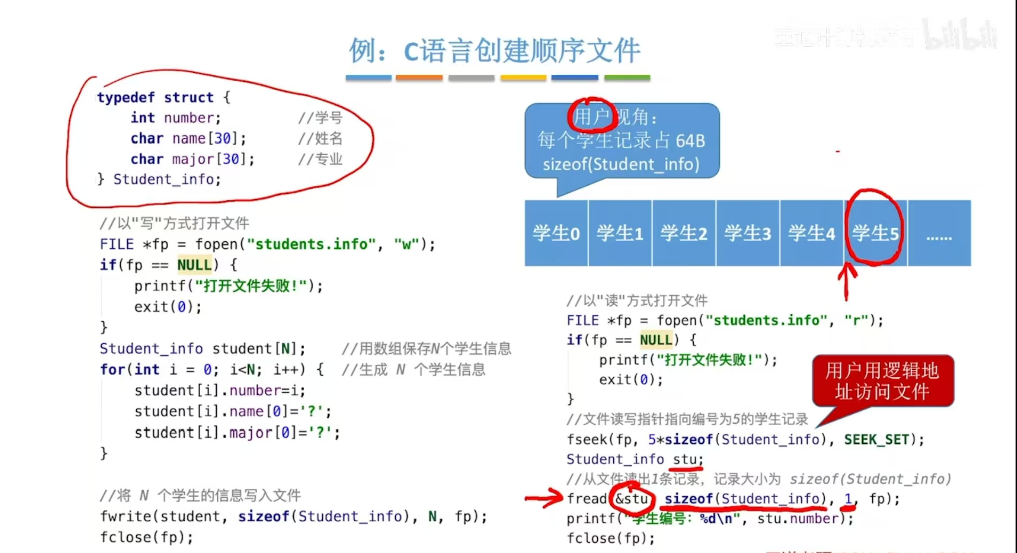 例：C语言创建顺序文件
typedef struct {
    int number;         //学号
    char name[30];      //姓名
    char major[30];     //专业
} Student_info;
//以"写"方式打开文件
FILE *fp = fopen("students.info", "w");
if(fp == NULL) {
    printf("打开文件失败!");
    exit(0);
}
Student_info student[N];    //用数组保存N个学生信息
for(int i = 0; i<N; i++) {  //生成 N 个学生信息
    student[i].number=i;
    student[i].name[0]='?';
    student[i].major[0]='?';
}
//将 N 个学生的信息写入文件
fwrite(student, sizeof(Student_info), N, fp);
fclose(fp);
用户视角：
每个学生记录占 64B
sizeof(Student_info)
学生0 学生1 学生2 学生3 学生4 学生5 ......
//以"读"方式打开文件
FILE *fp = fopen("students.info", "r");
if(fp == NULL) {
    printf("打开文件失败!");
    exit(0);
}
用户用逻辑地
址访问文件
//文件读写指针指向编号为5的学生记录
fseek(fp, 5*sizeof(Student_info), SEEK_SET);
Student_info stu;
//从文件读出1条记录，记录大小为 sizeof(Student_info)
fread(&stu, sizeof(Student_info), 1, fp);
printf("学生编号：%d\n", stu.number);
fclose(fp);
bilibili